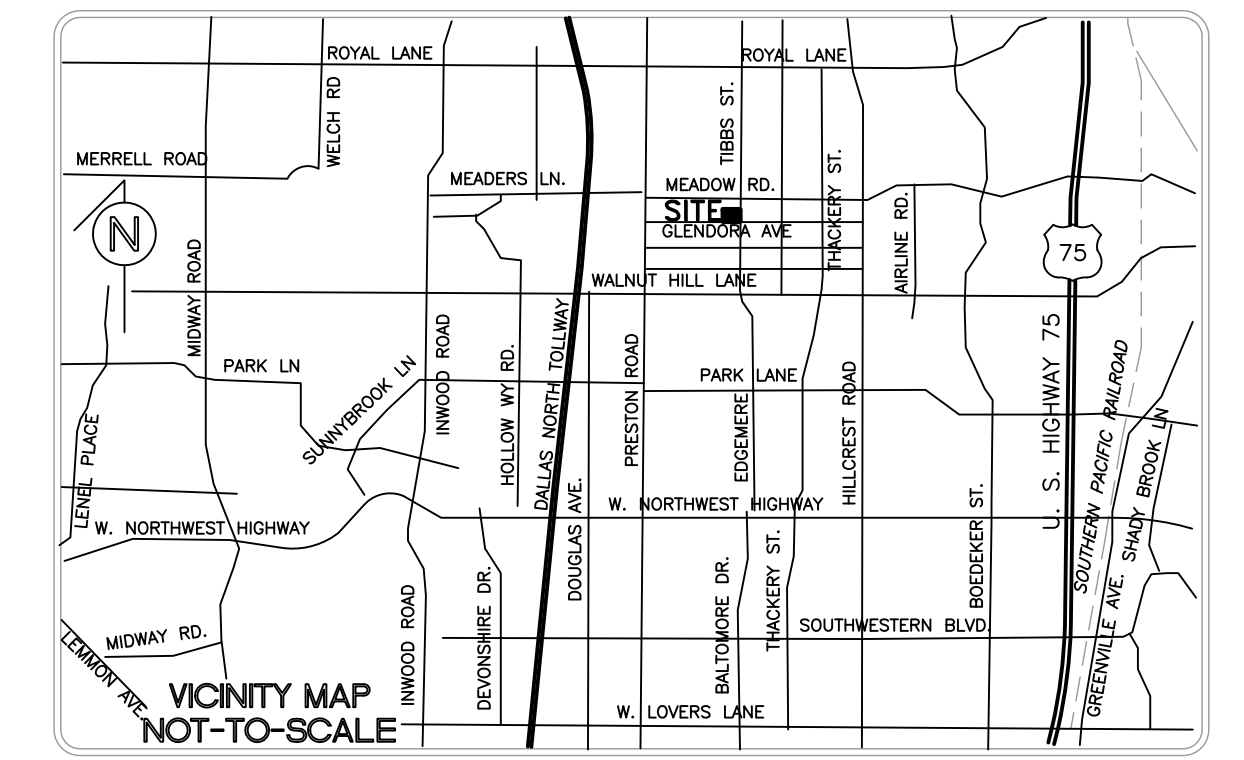 ROYAL LANE
ROYAL LANE
WELCH RD
TIBBS ST.
MERRELL ROAD
THACKERY ST.
MEADERS LN.
MEADOW RD.
SITE
AIRLINE RD.
N
GLENDORA AVE
MIDWAY ROAD
75
WALNUT HILL LANE
DALLAS NORTH TOLLWAY
INWOOD ROAD
U. S. HIGHWAY 75
PRESTON ROAD
SOUTHERN PACIFIC RAILROAD
HOLLOW WY RD.
SUNNYBROOK LN
PARK LN
PARK LANE
HILLCREST ROAD
EDGEMERE
SHADY BROOK LN
LENEL PLACE
DOUGLAS AVE.
BOEDEKER ST.
W. NORTHWEST HIGHWAY
W. NORTHWEST HIGHWAY
THACKERY ST.
BALTOMORE DR.
DEVONSHIRE DR.
INWOOD ROAD
GREENVILLE AVE.
SOUTHWESTERN BLVD.
MIDWAY RD.
LEMMON AVE.
VICINITY MAP
NOT-TO-SCALE
W. LOVERS LANE